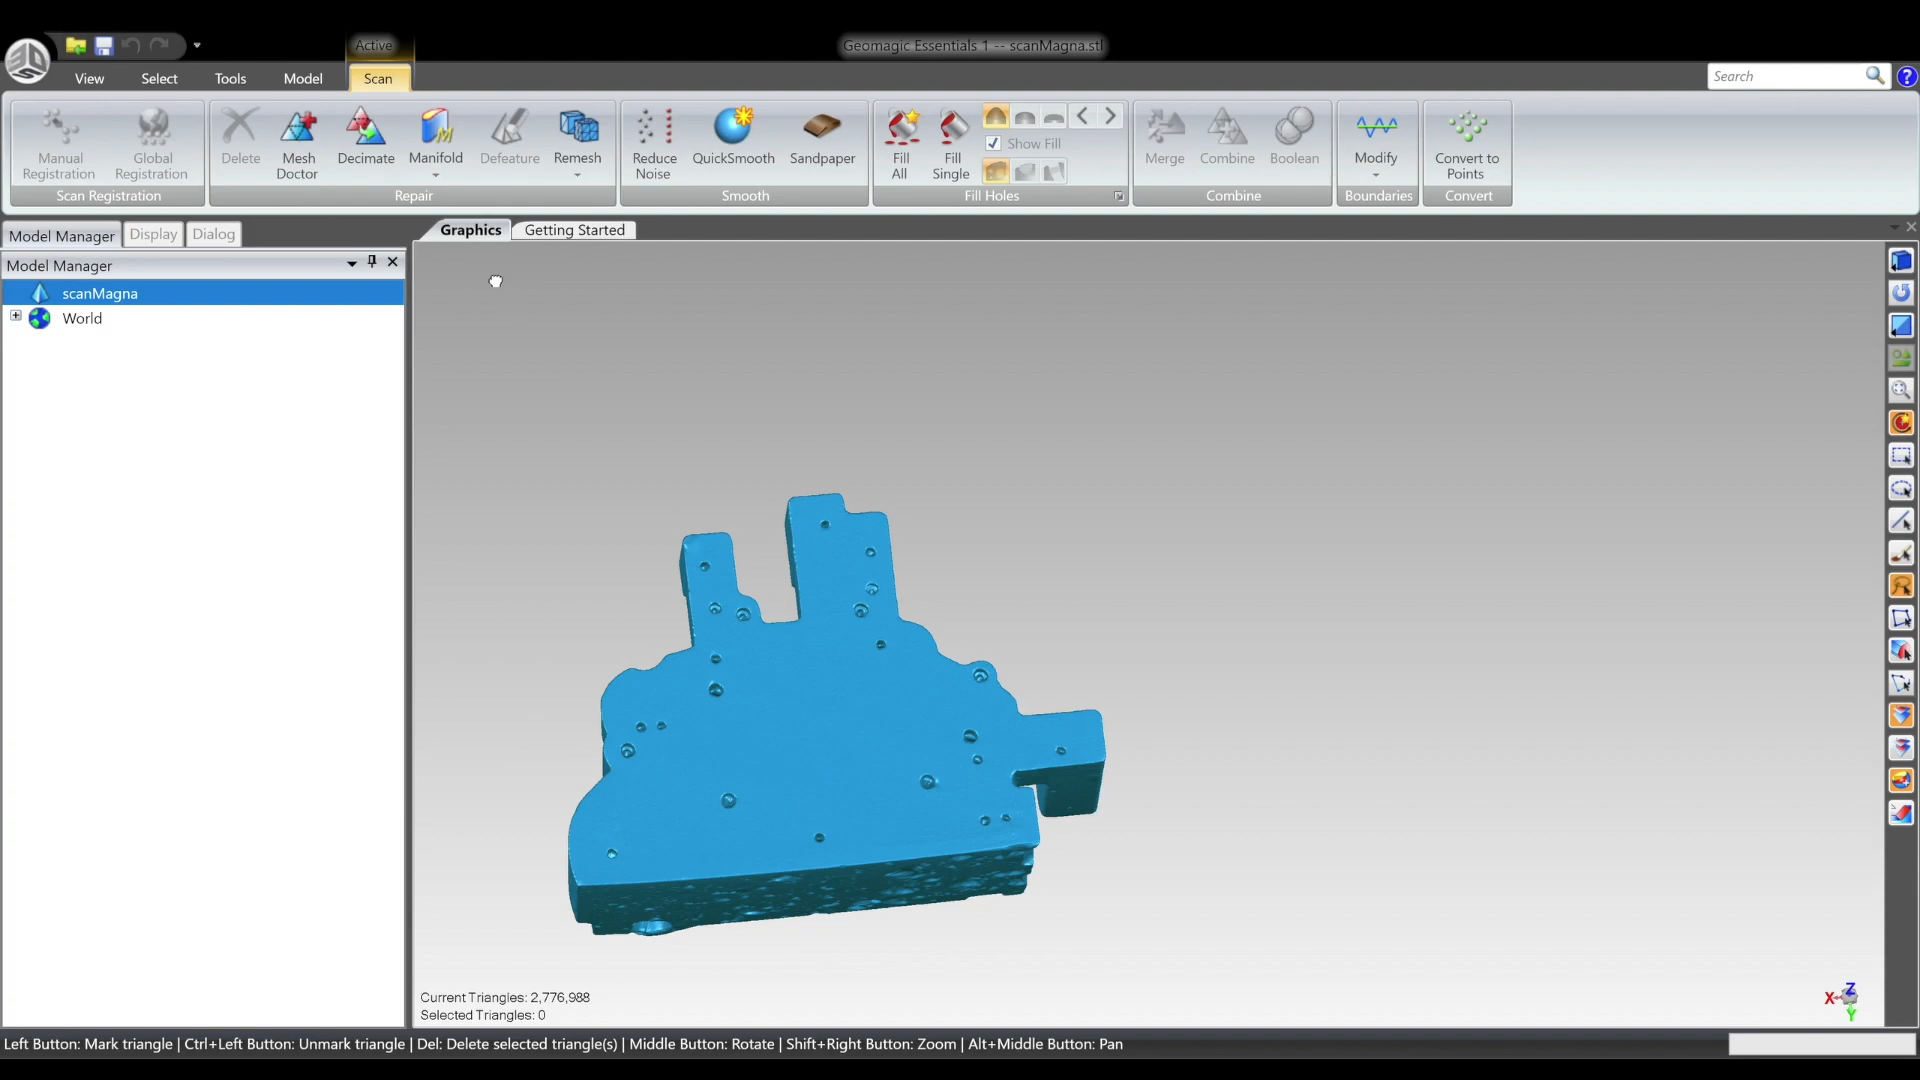 Active
Geomagic Essentials 1 -- scanMagna.stl
View Select Tools Model Scan
Search
Manual Registration
Global Registration
Scan Registration
Delete
Mesh Doctor
Decimate
Manifold
Defeature
Remesh
Repair
Reduce Noise
QuickSmooth
Sandpaper
Smooth
Fill All
Fill Single
Show Fill
Fill Holes
Merge
Combine
Boolean
Combine
Modify
Boundaries
Convert to Points
Convert
Model Manager Display Dialog
Graphics Getting Started
Model Manager
scanMagna
World
Current Triangles: 2,776,988
Selected Triangles: 0
X Z Y
Left Button: Mark triangle | Ctrl+Left Button: Unmark triangle | Del: Delete selected triangle(s) | Middle Button: Rotate | Shift+Right Button: Zoom | Alt+Middle Button: Pan